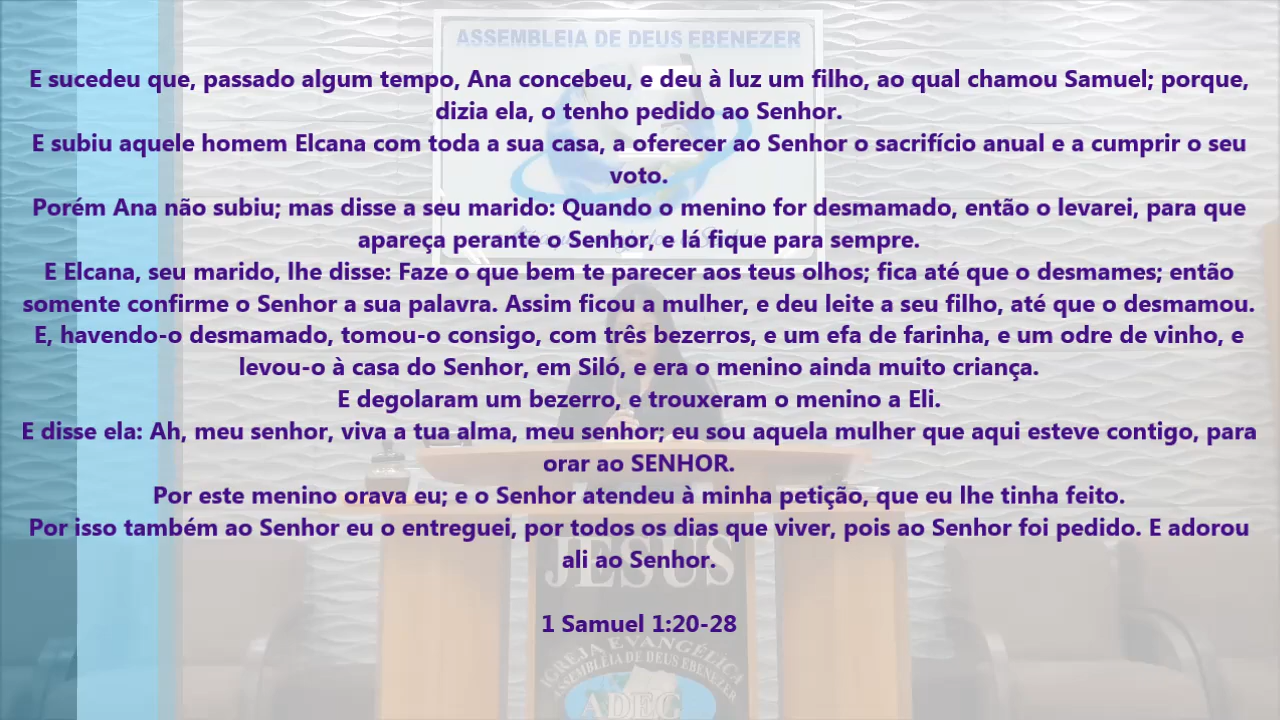 ASSEMBLEIA DE DEUS EBENEZER
E sucedeu que, passado algum tempo, Ana concebeu, e deu à luz um filho, ao qual chamou Samuel; porque,
dizia ela, o tenho pedido ao Senhor.
E subiu aquele homem Elcana com toda a sua casa, a oferecer ao Senhor o sacrifício anual e a cumprir o seu
voto.
Porém Ana não subiu; mas disse a seu marido: Quando o menino for desmamado, então o levarei, para que
apareça perante o Senhor, e lá fique para sempre.
E Elcana, seu marido, lhe disse: Faze o que bem te parecer aos teus olhos; fica até que o desmames; então
somente confirme o Senhor a sua palavra. Assim ficou a mulher, e deu leite a seu filho, até que o desmamou.
E, havendo-o desmamado, tomou-o consigo, com três bezerros, e um efa de farinha, e um odre de vinho, e
levou-o à casa do Senhor, em Siló, e era o menino ainda muito criança.
E degolaram um bezerro, e trouxeram o menino a Eli.
E disse ela: Ah, meu senhor, viva a tua alma, meu senhor; eu sou aquela mulher que aqui esteve contigo, para
orar ao SENHOR.
Por este menino orava eu; e o Senhor atendeu à minha petição, que eu lhe tinha feito.
Por isso também ao Senhor eu o entreguei, por todos os dias que viver, pois ao Senhor foi pedido. E adorou
ali ao Senhor.
JESUS
1 Samuel 1:20-28
IGREJA EVANGÉLICA
ASSEMBLÉIA DE DEUS EBENEZER
ADEG